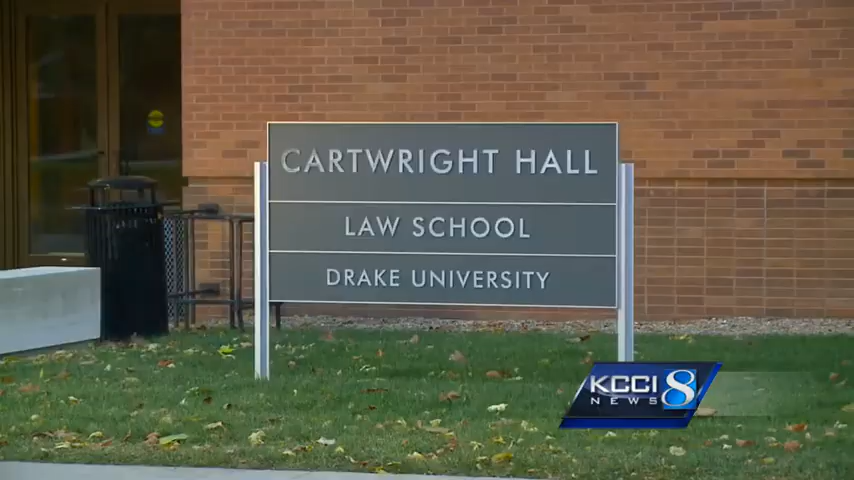 CARTWRIGHT HALL
LAW SCHOOL
DRAKE UNIVERSITY
KCCI 8
NEWS